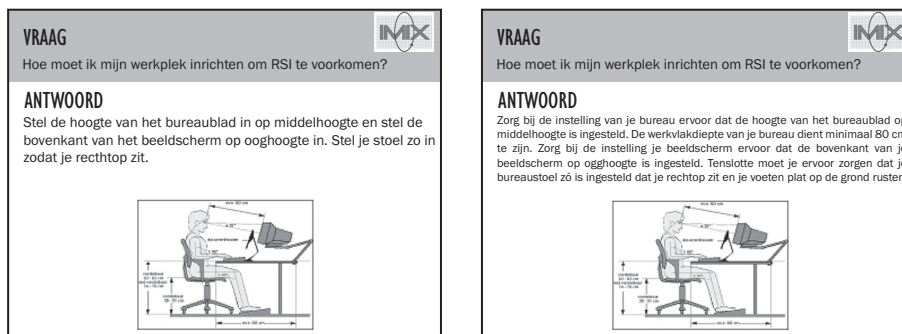 VRAAG
IMIX
Hoe moet ik mijn werkplek inrichten om RSI te voorkomen?
ANTWOORD
Stel de hoogte van het bureaublad in op middelhoogte en stel de
bovenkant van het beeldscherm op ooghoogte in. Stel je stoel zo in
zodat je recthtop zit.
VRAAG
IMIX
Hoe moet ik mijn werkplek inrichten om RSI te voorkomen?
ANTWOORD
Zorg bij de instelling van je bureau ervoor dat de hoogte van het bureaublad op
middelhoogte is ingesteld. De werkvlakdiepte van je bureau dient minimaal 80 cm
te zijn. Zorg bij de instelling je beeldscherm ervoor dat de bovenkant van je
beeldscherm op ogghoogte is ingesteld. Tenslotte moet je ervoor zorgen dat je
bureaustoel zó is ingesteld dat je rechtop zit en je voeten plat op de grond rusten